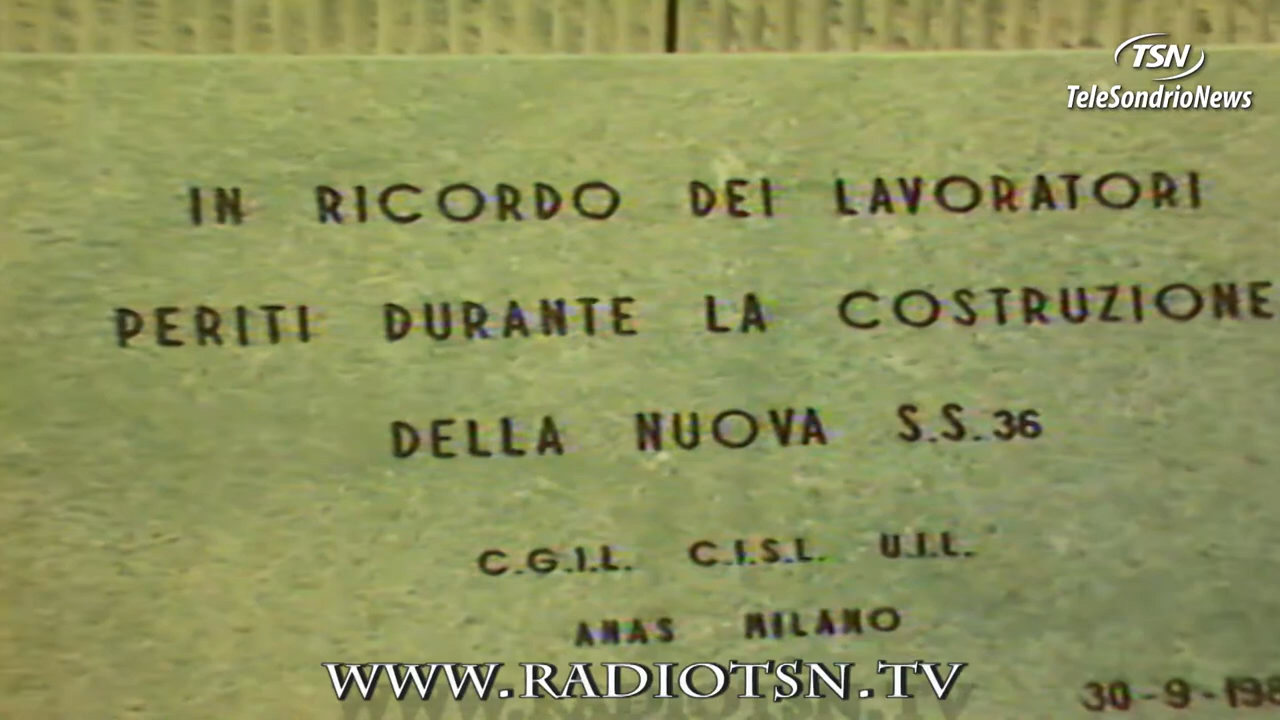 TSN
TeleSondrioNews
IN RICORDO DEI LAVORATORI
PERITI DURANTE LA COSTRUZIONE
DELLA NUOVA S.S.36
C.G.I.L. C.I.S.L. U.I.L.
ANAS MILANO
WWW.RADIOTSN.TV